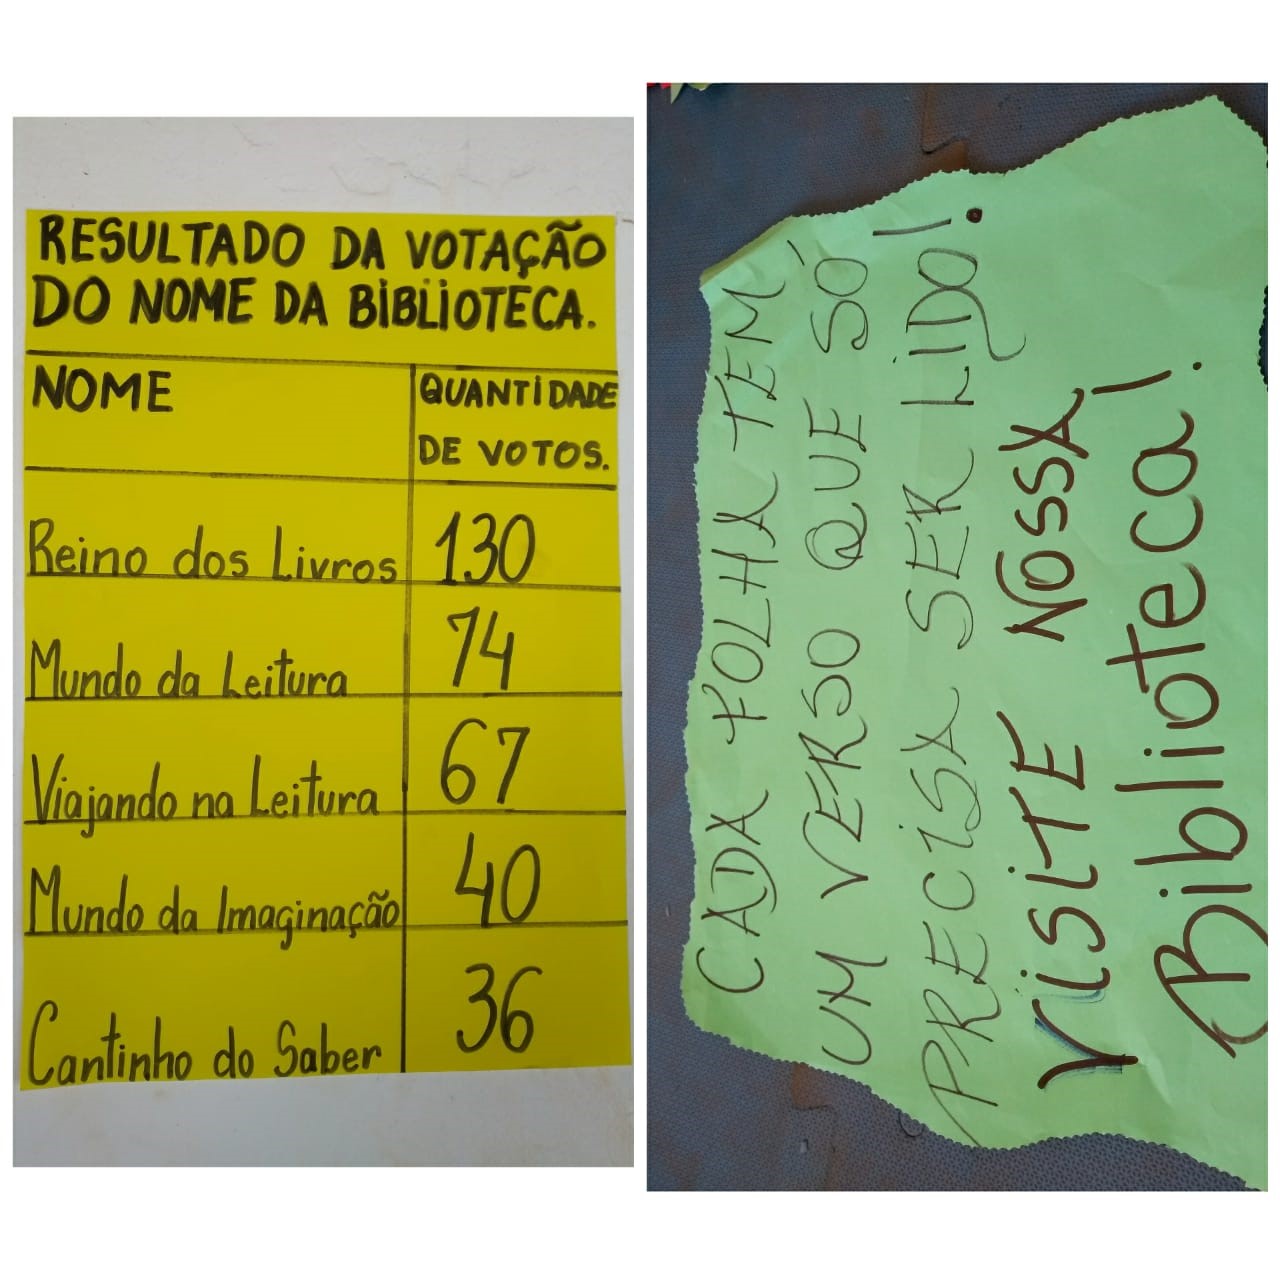 RESULTADO DA VOTAÇÃO
DO NOME DA BIBLIOTECA.
NOME
QUANTIDADE
DE VOTOS.
Reino dos Livros 130
Mundo da Leitura 74
Viajando na Leitura 67
Mundo da Imaginação 40
Cantinho do Saber 36
CADA FOLHA TEM
UM VERSO QUE SÓ
PRECISA SER LIDO!
VISITE NOSSA
Biblioteca!